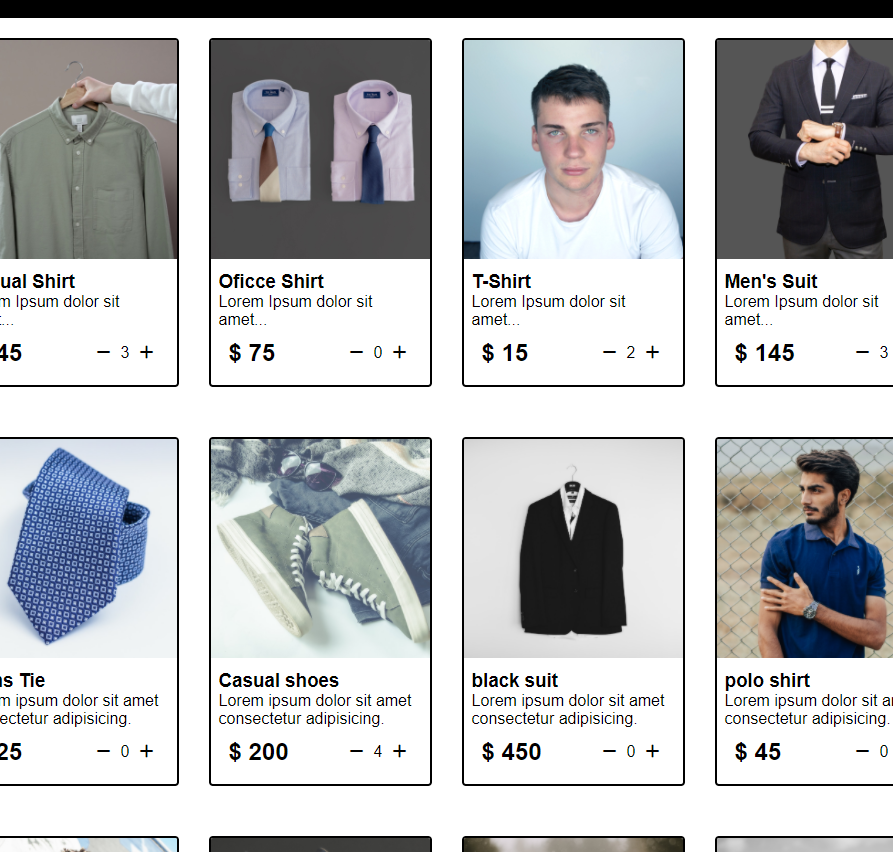 ual Shirt
m Ipsum dolor sit
t...
45
− 3 +
Oficce Shirt
Lorem Ipsum dolor sit
amet...
$ 75
− 0 +
T-Shirt
Lorem Ipsum dolor sit
amet...
$ 15
− 2 +
Men's Suit
Lorem Ipsum dolor sit
amet...
$ 145
− 3
ns Tie
m ipsum dolor sit amet
ectetur adipisicing.
25
− 0 +
Casual shoes
Lorem ipsum dolor sit amet
consectetur adipisicing.
$ 200
− 4 +
black suit
Lorem ipsum dolor sit amet
consectetur adipisicing.
$ 450
− 0 +
polo shirt
Lorem ipsum dolor sit a
consectetur adipisicing.
$ 45
− 0